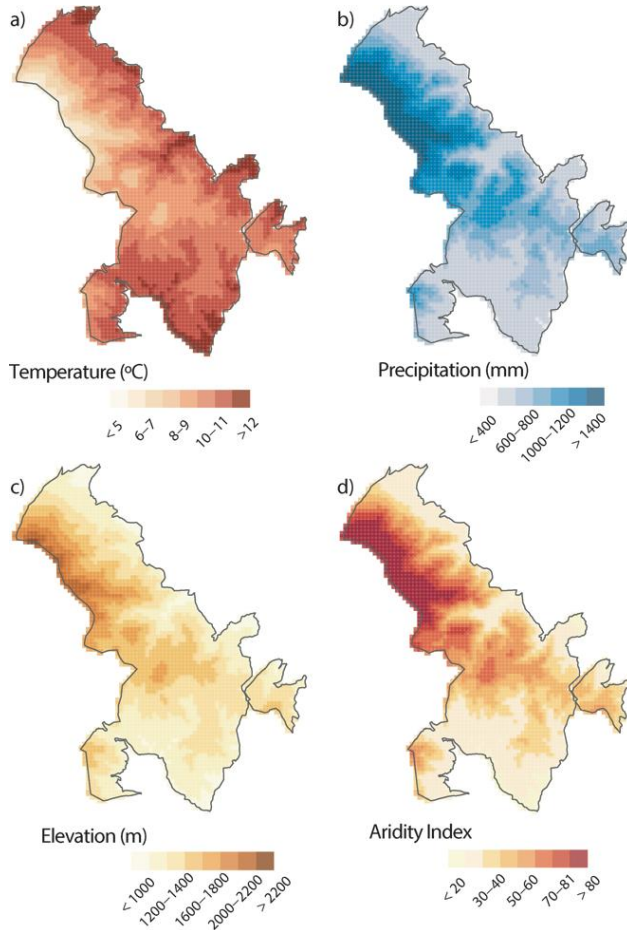 a)
b)
Temperature (ºC)
< 5
6–7
8–9
10–11
>12
Precipitation (mm)
< 400
600–800
1000–1200
> 1400
c)
d)
Elevation (m)
< 1000
1200–1400
1600–1800
2000–2200
> 2200
Aridity Index
< 20
30–40
50–60
70–81
> 80